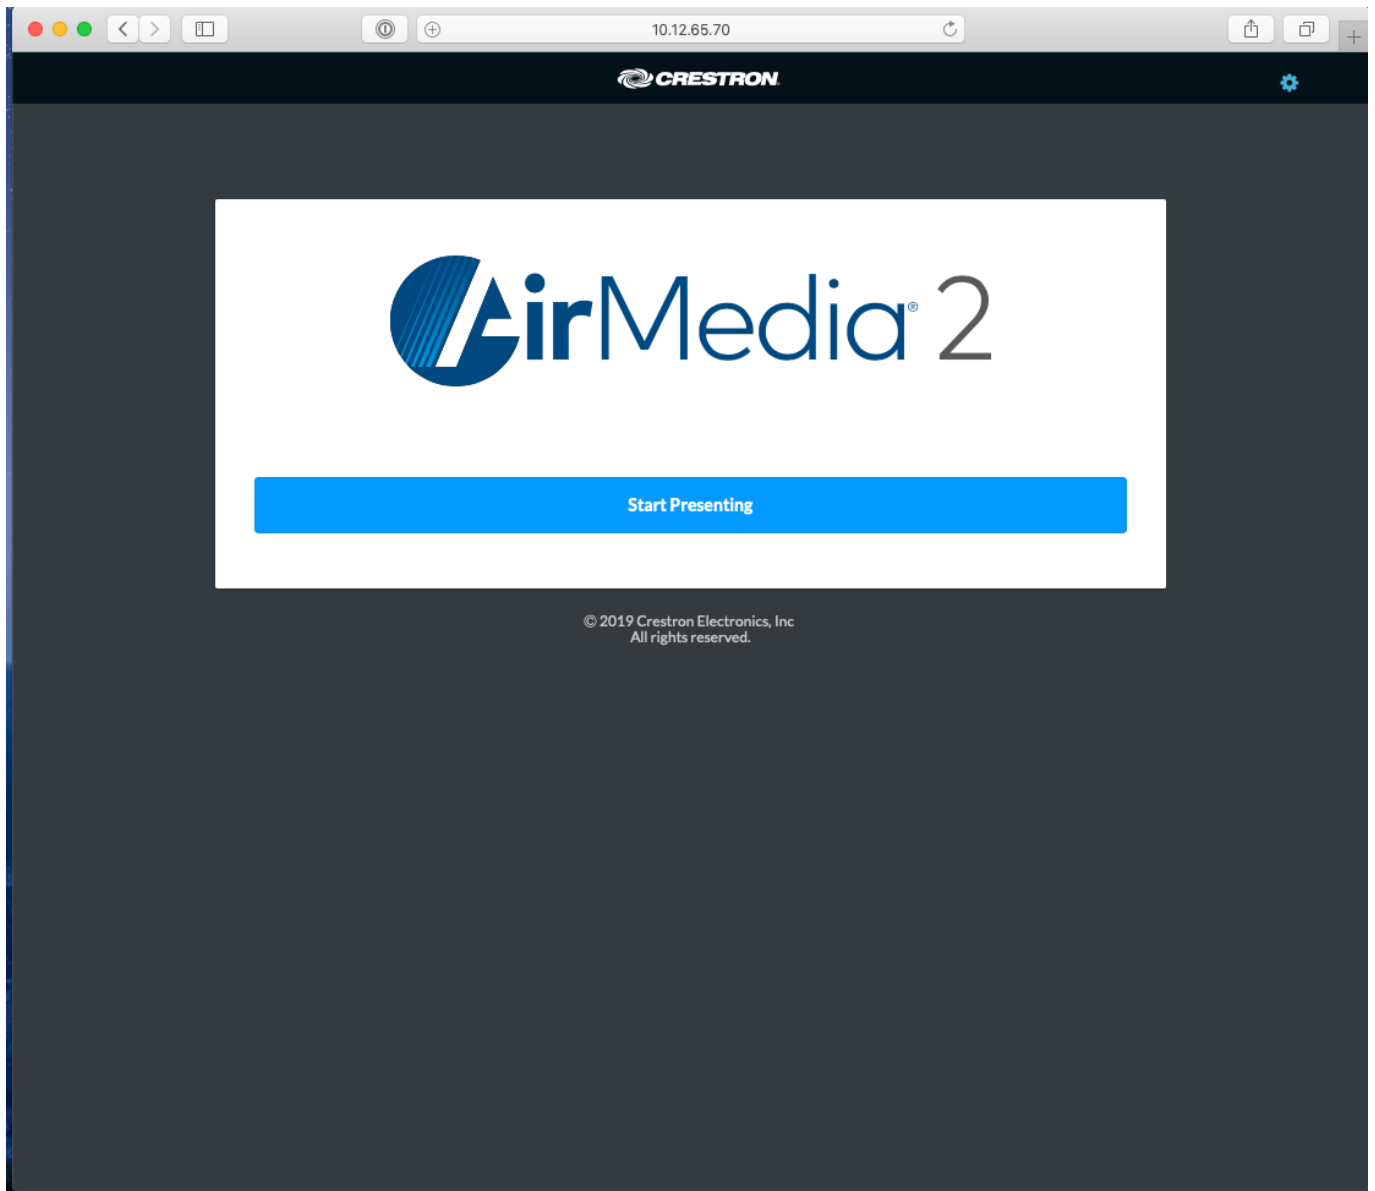 10.12.65.70
CRESTRON
AirMedia® 2
Start Presenting
© 2019 Crestron Electronics, Inc
All rights reserved.